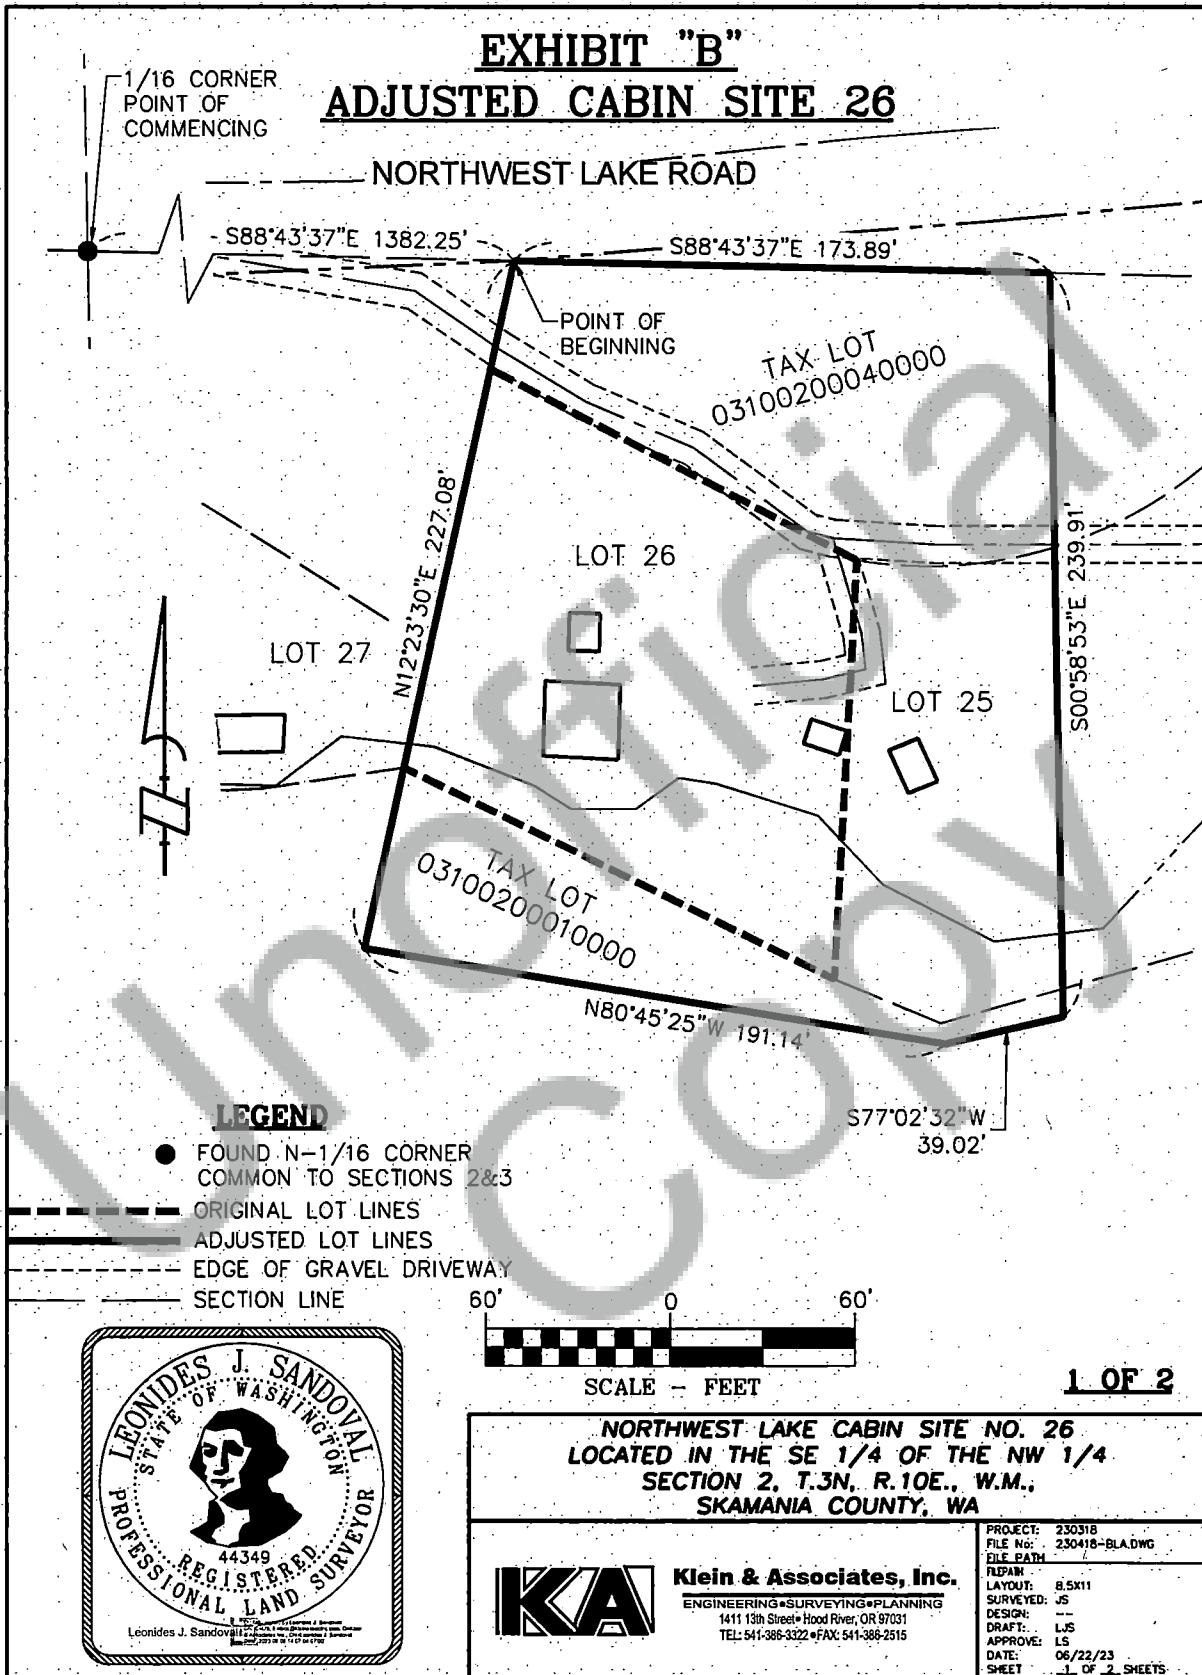 EXHIBIT "B"
ADJUSTED CABIN SITE 26
1/16 CORNER
POINT OF
COMMENCING
NORTHWEST LAKE ROAD
S88°43'37"E 1382.25'
S88°43'37"E 173.89'
POINT OF
BEGINNING
TAX LOT
03100200040000
N12°23'30"E 227.08'
LOT 26
S00°58'53"E 239.91'
LOT 27
LOT 25
TAX LOT
03100200010000
N80°45'25"W 191.14'
S77°02'32"W
39.02'
Unofficial
Copy
LEGEND
FOUND N-1/16 CORNER
COMMON TO SECTIONS 2&3
ORIGINAL LOT LINES
ADJUSTED LOT LINES
EDGE OF GRAVEL DRIVEWAY
SECTION LINE
60' 0 60'
SCALE - FEET
1 OF 2
LEONIDES J. SANDOVAL
STATE OF WASHINGTON
44349
REGISTERED
PROFESSIONAL LAND SURVEYOR
Leonides J. Sandoval
NORTHWEST LAKE CABIN SITE NO. 26
LOCATED IN THE SE 1/4 OF THE NW 1/4
SECTION 2, T.3N, R.10E., W.M.,
SKAMANIA COUNTY, WA
KA
Klein & Associates, Inc.
ENGINEERING•SURVEYING•PLANNING
1411 13th Street• Hood River, OR 97031
TEL: 541-386-3322 •FAX: 541-386-2515
PROJECT: 230318
FILE No: 230418-BLA.DWG
FILE PATH
LAYOUT: 8.5X11
SURVEYED: JS
DESIGN: --
DRAFT: LJS
APPROVE: LS
DATE: 06/22/23
SHEET 1 OF 2 SHEETS